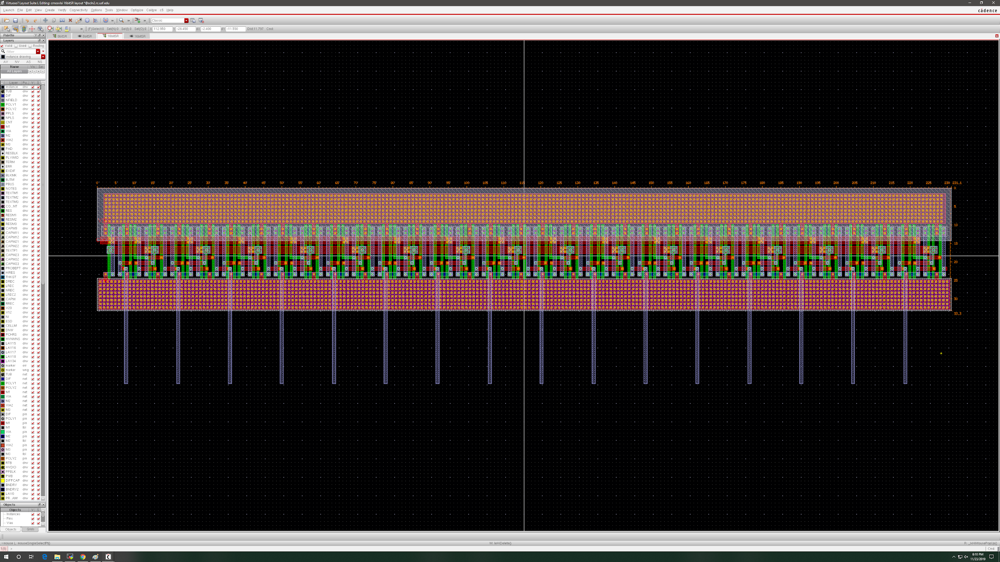 Virtuoso? Layout Suite L Editing: cmosvlsi 16bitSR layout *@scln2.rc.usf.edu
Launch File Edit View Create Verify Connectivity Options Tools Window Optimize Calibre c5 Help
cādence
Classic
(F)Select:0 Sel(N):0 Sel(I):0 Sel(O):0 X 112.950 Y -26.450 dX -2.400 dY -11.550 Dist:11.797 Cmd:
Palette
8bitSR 8bitSR 16bitSR 16bitSR
Layers
Valid Used Routing
Filter
instance drawing
AV NV AS NS
Name Vis Sel
All Layers
Layer Pu... V S
instance drw
TUB drw
DIF drw
NFIELD drw
POLY1 drw
POLY2 drw
PPLS drw
NPLS drw
CNT drw
M1 drw
VIA drw
M2 drw
VIA2 drw
M3 drw
PAD drw
RESBLK drw
PLYIMID drw
TERM drw
ERR drw
EXDIF drw
BLKMK drw
BJTM drw
PBUS drw
NOTES drw
TEXTM1 drw
TEXTM2 drw
TEXTM3 drw
CO...NT drw
RES drw
RESM1 drw
RESM2 drw
RESM3 drw
CAPM9 drw
CAPM11 drw
CAPM12 drw
CAPM21 drw
CAPM22 drw
TEXTP1 drw
CAPM23 drw
CAPM32 drw
CAPM33 drw
PROBEPT drw
HIRES drw
THKGT drw
DREC drw
LREC drw
NREC drw
LREC2 drw
CAPM drw
RREC drw
V20 drw
V12 drw
NI drw
ESD drw
CELLM drw
DNW drw
PCHRS drw
HVNMNS drw
LAY15 drw
LAY16 drw
LAY17 drw
LAY18 drw
LAY34 drw
marker err
marker wng
TUB net
DIF net
POLY1 net
POLY2 net
M1 net
VIA net
M2 net
VIA2 net
M3 net
DIF pin
POLY1 pin
M1 pin
M1 lbl
VIA pin
M2 pin
M2 lbl
VIA2 pin
M3 pin
M3 lbl
POLY2 pin
RTB drw
HVDIO drw
PPBLK drw
PWB drw
DIFFCAP drw
BNDRY drw
BNDRY2 drw
LAY0 drw
PR...AM drw
Objects
Objects V S
Instances
Pins
Vias
Objects Grids
0 5 10 15 20 25 30 35 40 45 50 55 60 65 70 75 80 85 90 95 100 105 110 115 120 125 130 135 140 145 150 155 160 165 170 175 180 185 190 195 200 205 210 215 220 225 230 231.1
0
5
10
15
20
25
30
33.3
mouse L: mouseSingleSelectPt() M: leHiDelete() R: _lxHiMousePopUp()
1(6) > Cmd:
6:10 PM
11/23/2019